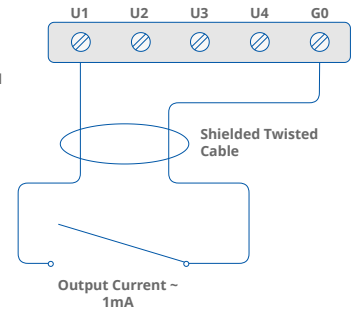 U1 U2 U3 U4 G0
Shielded Twisted
Cable
Output Current ~
1mA